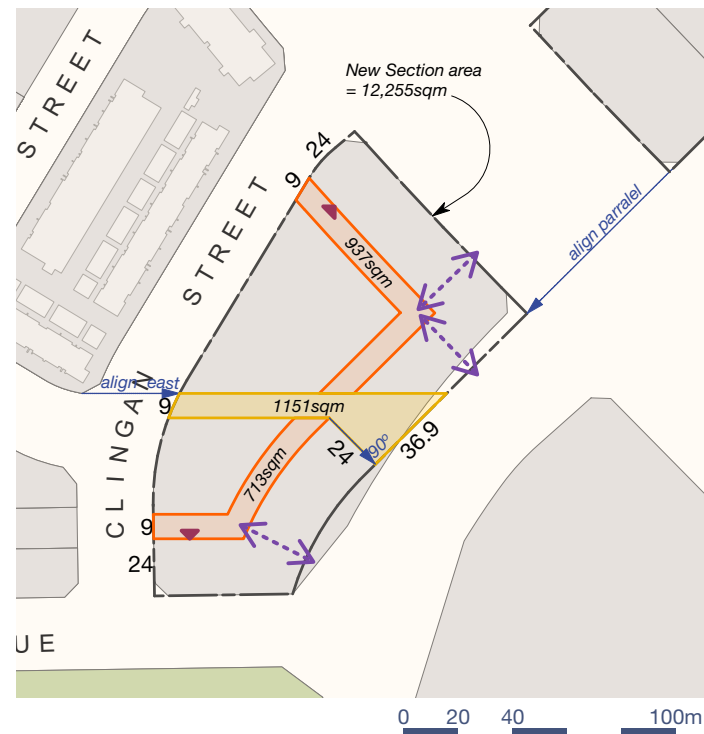 STREET
New Section area
= 12,255sqm
24
9
STREET
937sqm
align parralel
align east
CLINGAN
9
1151sqm
24
90º
36.9
713sqm
9
24
UE
0 20 40 100m